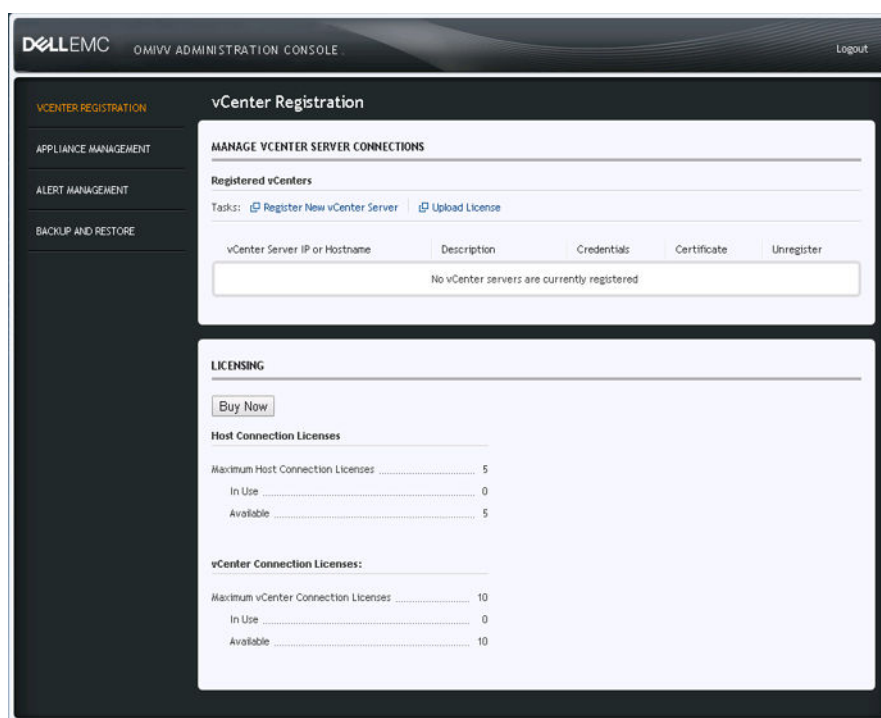 DELLEMC OMIVV ADMINISTRATION CONSOLE
Logout
VCENTER REGISTRATION
APPLIANCE MANAGEMENT
ALERT MANAGEMENT
BACKUP AND RESTORE
vCenter Registration
MANAGE VCENTER SERVER CONNECTIONS
Registered vCenters
Tasks: Register New vCenter Server Upload License
vCenter Server IP or Hostname Description Credentials Certificate Unregister
No vCenter servers are currently registered
LICENSING
Buy Now
Host Connection Licenses
Maximum Host Connection Licenses 5
In Use 0
Available 5
vCenter Connection Licenses:
Maximum vCenter Connection Licenses 10
In Use 0
Available 10